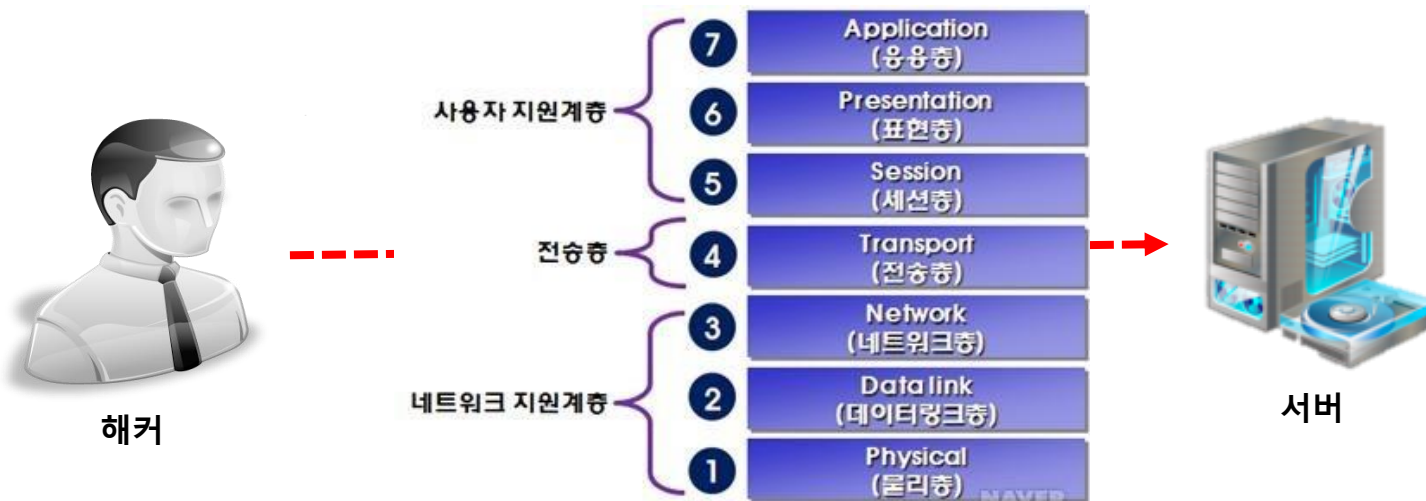 7
Application
(응용층)
사용자 지원계층
6
Presentation
(표현층)
5
Session
(세션층)
전송층
4
Transport
(전송층)
3
Network
(네트워크층)
네트워크 지원계층
2
Data link
(데이터링크층)
1
Physical
(물리층)
NAVER
해커
서버